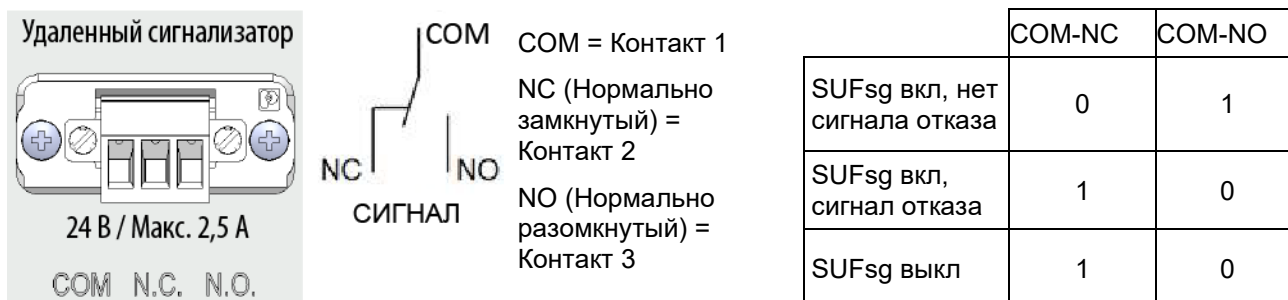 Удаленный сигнализатор
24 В / Макс. 2,5 А
COM N.C. N.O.
COM
NC
NO
СИГНАЛ
COM = Контакт 1
NC (Нормально
замкнутый) =
Контакт 2
NO (Нормально
разомкнутый) =
Контакт 3
COM-NC COM-NO
SUFsg вкл, нет
сигнала отказа
0 1
SUFsg вкл,
сигнал отказа
1 0
SUFsg выкл 1 0